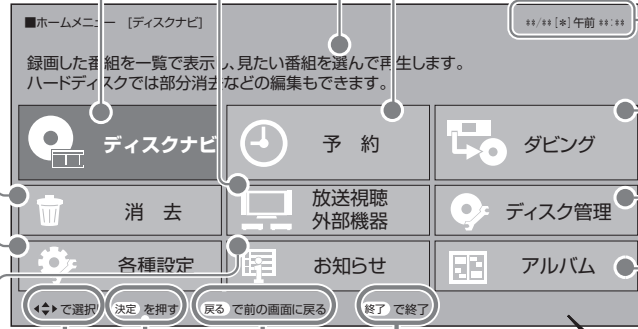 ■ホームメニュー [ディスクナビ]
**/**[*]午前**:**
録画した番組を一覧で表示し、見たい番組を選んで再生します。
ハードディスクでは部分消去などの編集もできます。
ディスクナビ
予 約
ダビング
消 去
放送視聴
外部機器
ディスク管理
各種設定
お知らせ
アルバム
で選択 決定 を押す 戻る で前の画面に戻る 終了 で終了